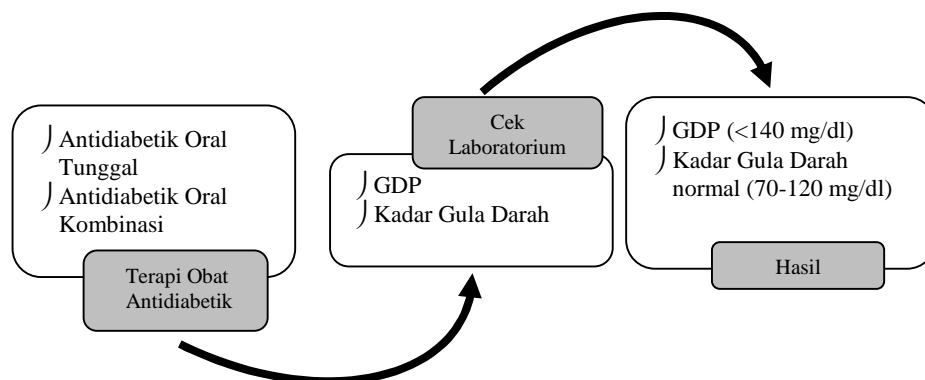 Antidiabetik Oral
Tunggal
Antidiabetik Oral
Kombinasi
Terapi Obat
Antidiabetik
Cek
Laboratorium
GDP
Kadar Gula Darah
GDP (<140 mg/dl)
Kadar Gula Darah
normal (70-120 mg/dl)
Hasil